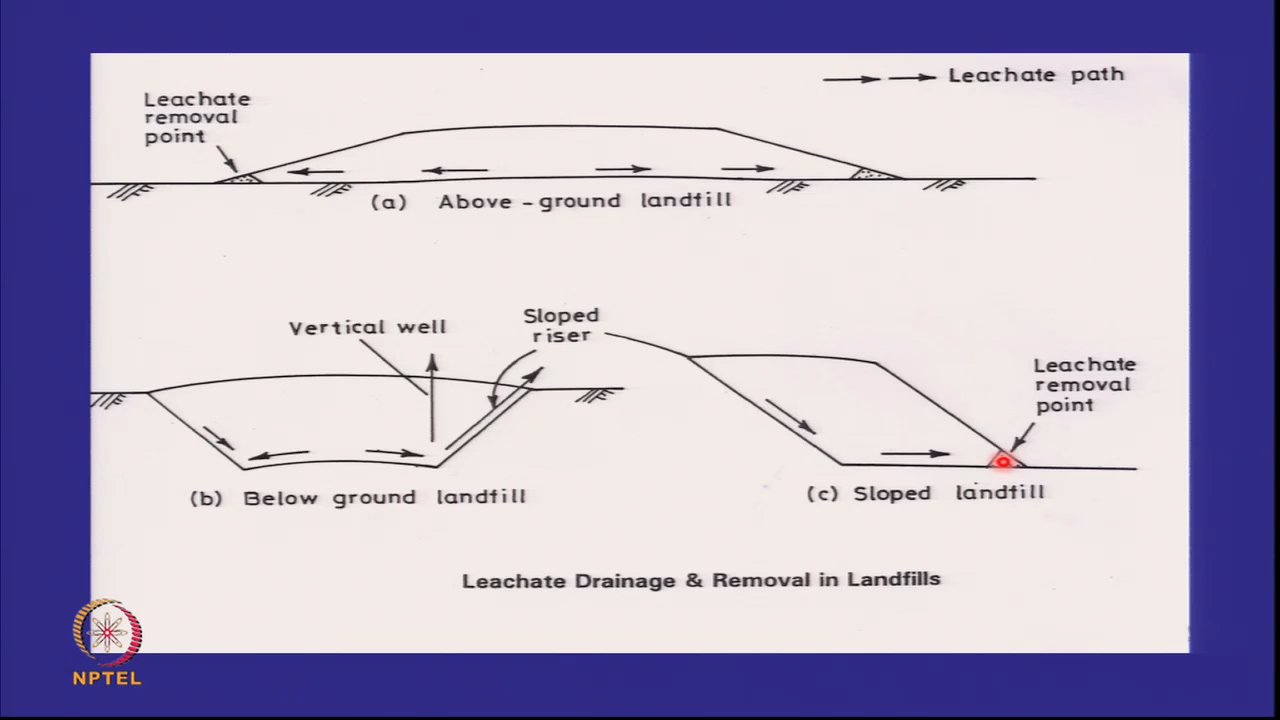 Leachate path
Leachate
removal
point
(a) Above-ground landfill
Vertical well
Sloped
riser
Leachate
removal
point
(b) Below ground landfill
(c) Sloped landfill
Leachate Drainage & Removal in Landfills
NPTEL